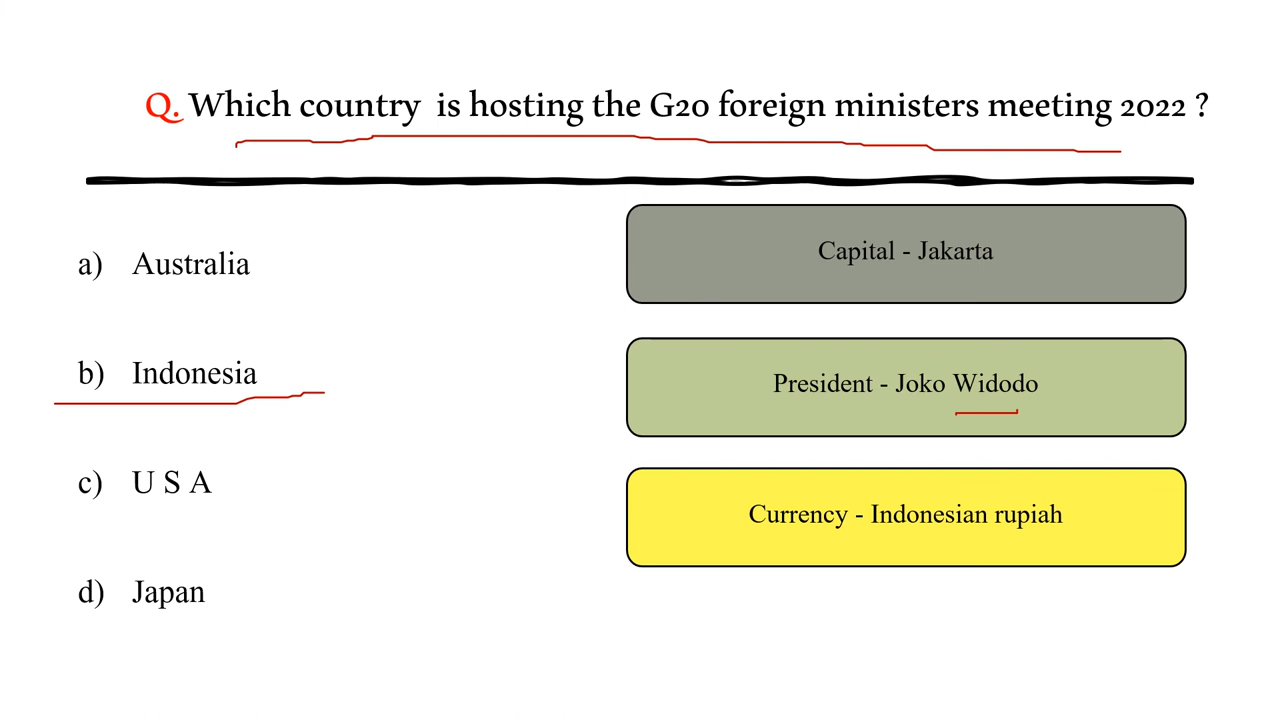 Q. Which country is hosting the G20 foreign ministers meeting 2022 ?
a) Australia
b) Indonesia
c) U S A
d) Japan
Capital - Jakarta
President - Joko Widodo
Currency - Indonesian rupiah